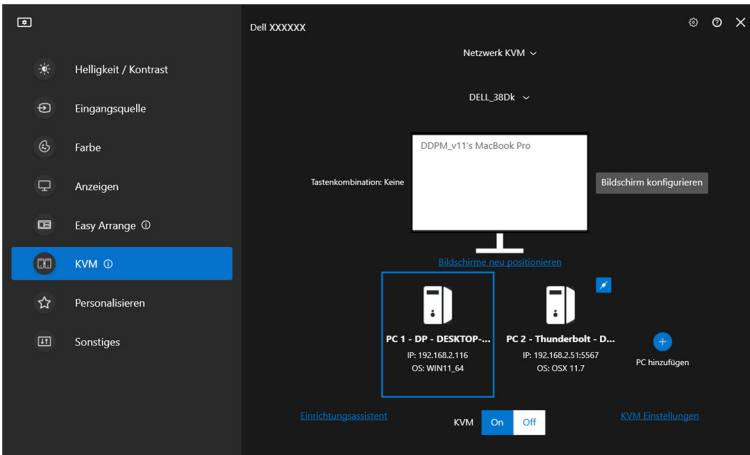 Dell XXXXXX
Helligkeit / Kontrast
Eingangsquelle
Farbe
Anzeigen
Easy Arrange
KVM
Personalisieren
Sonstiges
Netzwerk KVM
DELL_38Dk
DDPM_v11's MacBook Pro
Tastenkombination: Keine
Bildschirm konfigurieren
Bildschirme neu positionieren
PC 1 - DP - DESKTOP-...
IP: 192.168.2.116
OS: WIN11_64
PC 2 - Thunderbolt - D...
IP: 192.168.2.51:5567
OS: OSX 11.7
PC hinzufügen
Einrichtungsassistent
KVM
On
Off
KVM Einstellungen